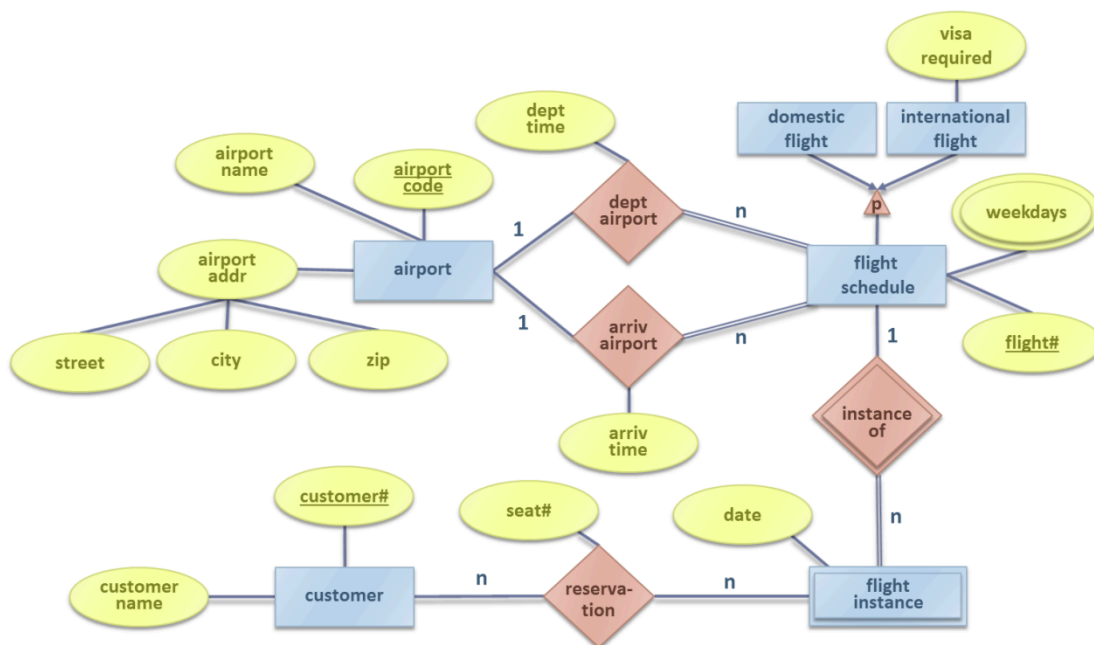 visa
required
dept
time
domestic
flight
international
flight
airport
name
airport
code
p
dept
airport
n
weekdays
1
airport
addr
airport
flight
schedule
1
arriv
airport
n
1
flight#
street
city
zip
instance
of
arriv
time
customer#
seat#
date
n
customer
name
customer
n
reserva-
tion
n
flight
instance